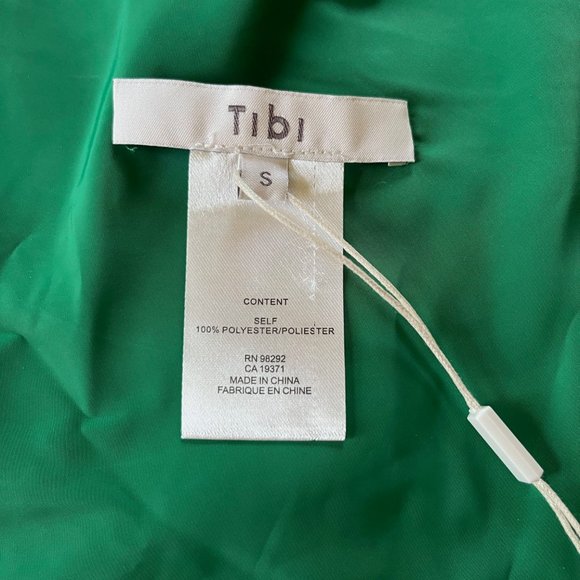 Tibi
S
CONTENT
SELF
100% POLYESTER/POLIESTER
RN 98292
CA 19371
MADE IN CHINA
FABRIQUE EN CHINE